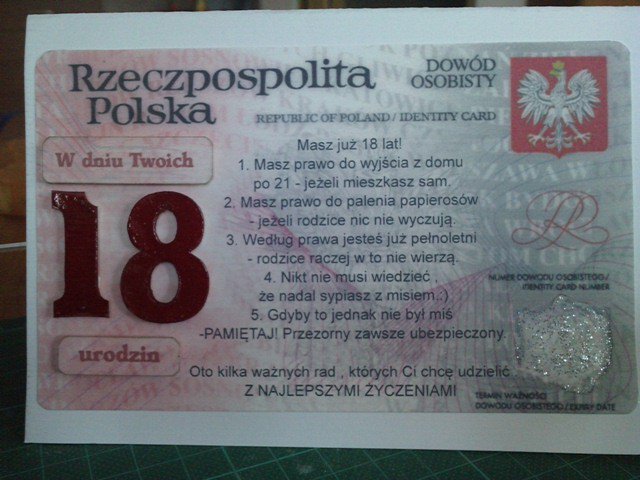 Rzeczpospolita
Polska
DOWÓD
OSOBISTY
REPUBLIC OF POLAND / IDENTITY CARD
W dniu Twoich
18
urodzin
Masz już 18 lat!
1. Masz prawo do wyjścia z domu
po 21 - jeżeli mieszkasz sam.
2. Masz prawo do palenia papierosów
- jeżeli rodzice nic nie wyczują.
3. Według prawa jesteś już pełnoletni
- rodzice raczej w to nie wierzą.
4. Nikt nie musi wiedzieć ,
że nadal sypiasz z misiem.:)
5. Gdyby to jednak nie był miś
-PAMIĘTAJ! Przezorny zawsze ubezpieczony.
Oto kilka ważnych rad , których Ci chcę udzielić
Z NAJLEPSZYMI ŻYCZENIAMI
NUMER DOWODU OSOBISTEGO /
IDENTITY CARD NUMBER
TERMIN WAŻNOŚCI
DOWODU OSOBISTEGO / EXPIRY DATE